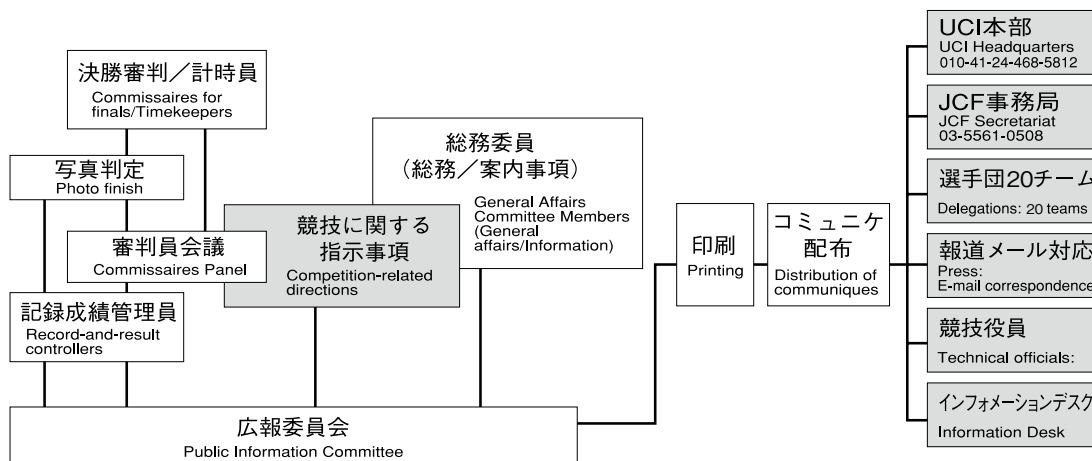 決勝審判／計時員
Commissaires for
finals/Timekeepers
写真判定
Photo finish
審判員会議
Commissaires Panel
記録成績管理員
Record-and-result
controllers
競技に関する
指示事項
Competition-related
directions
総務委員
（総務／案内事項）
General Affairs
Committee Members
(General
affairs/Information)
広報委員会
Public Information Committee
印刷
Printing
コミュニケ
配布
Distribution of
communiques
UCI本部
UCI Headquarters
010-41-24-468-5812
JCF事務局
JCF Secretariat
03-5561-0508
選手団20チーム
Delegations: 20 teams
報道メール対応
Press:
E-mail correspondence
競技役員
Technical officials:
インフォメーションデスク
Information Desk